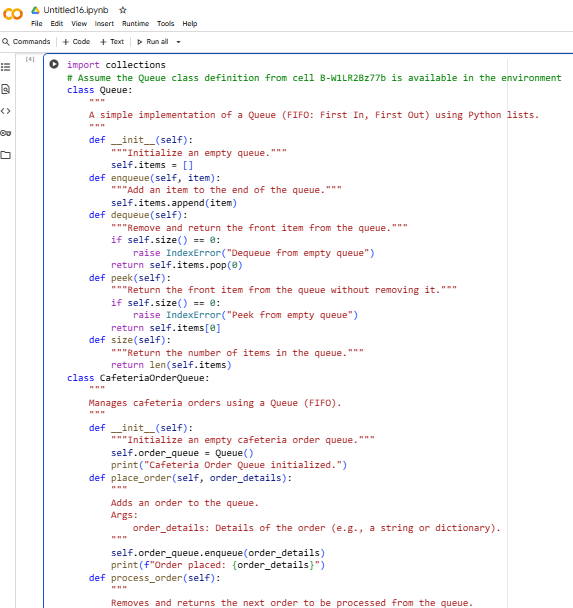 Untitled16.ipynb ☆
File Edit View Insert Runtime Tools Help
Commands + Code + Text Run all
[4]
import collections
# Assume the Queue class definition from cell B-W1LR2Bz77b is available in the environment
class Queue:
    """
    A simple implementation of a Queue (FIFO: First In, First Out) using Python lists.
    """
    def __init__(self):
        """Initialize an empty queue."""
        self.items = []
    def enqueue(self, item):
        """Add an item to the end of the queue."""
        self.items.append(item)
    def dequeue(self):
        """Remove and return the front item from the queue."""
        if self.size() == 0:
            raise IndexError("Dequeue from empty queue")
        return self.items.pop(0)
    def peek(self):
        """Return the front item from the queue without removing it."""
        if self.size() == 0:
            raise IndexError("Peek from empty queue")
        return self.items[0]
    def size(self):
        """Return the number of items in the queue."""
        return len(self.items)
class CafeteriaOrderQueue:
    """
    Manages cafeteria orders using a Queue (FIFO).
    """
    def __init__(self):
        """Initialize an empty cafeteria order queue."""
        self.order_queue = Queue()
        print("Cafeteria Order Queue initialized.")
    def place_order(self, order_details):
        """
        Adds an order to the queue.
        Args:
            order_details: Details of the order (e.g., a string or dictionary).
        """
        self.order_queue.enqueue(order_details)
        print(f"Order placed: {order_details}")
    def process_order(self):
        """
        Removes and returns the next order to be processed from the queue.